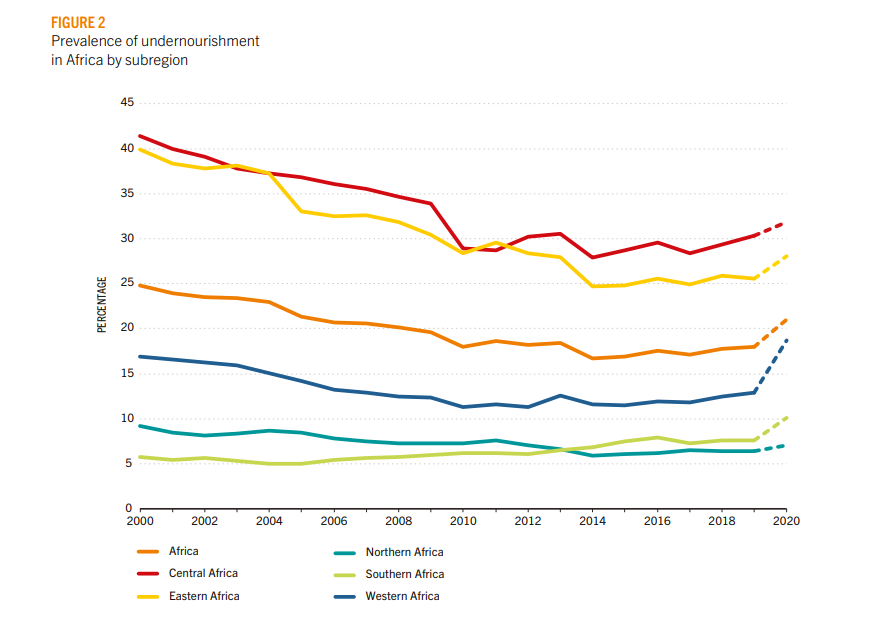 FIGURE 2
Prevalence of undernourishment
in Africa by subregion
PERCENTAGE
45
40
35
30
25
20
15
10
5
0
2000 2002 2004 2006 2008 2010 2012 2014 2016 2018 2020
Africa
Central Africa
Eastern Africa
Northern Africa
Southern Africa
Western Africa